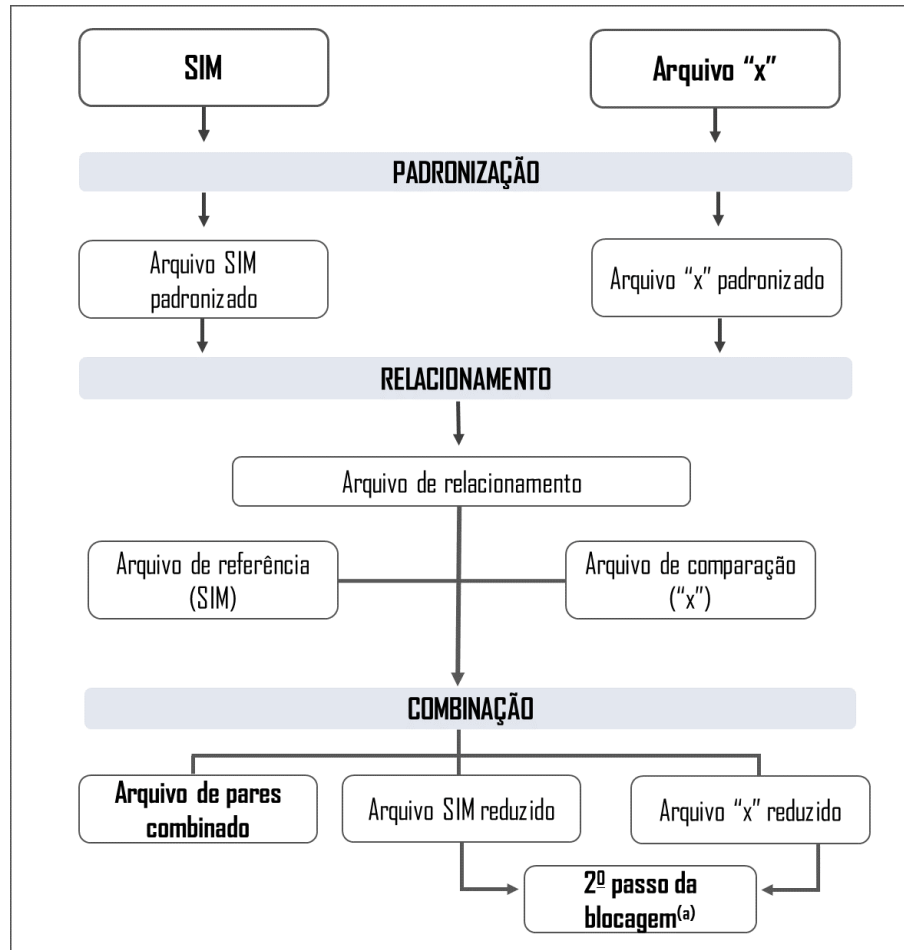 SIM
Arquivo “x”
PADRONIZAÇÃO
Arquivo SIM
padronizado
Arquivo “x” padronizado
RELACIONAMENTO
Arquivo de relacionamento
Arquivo de referência
(SIM)
Arquivo de comparação
(“x”)
COMBINAÇÃO
Arquivo de pares
combinado
Arquivo SIM reduzido
Arquivo “x” reduzido
2º passo da
blocagem(a)